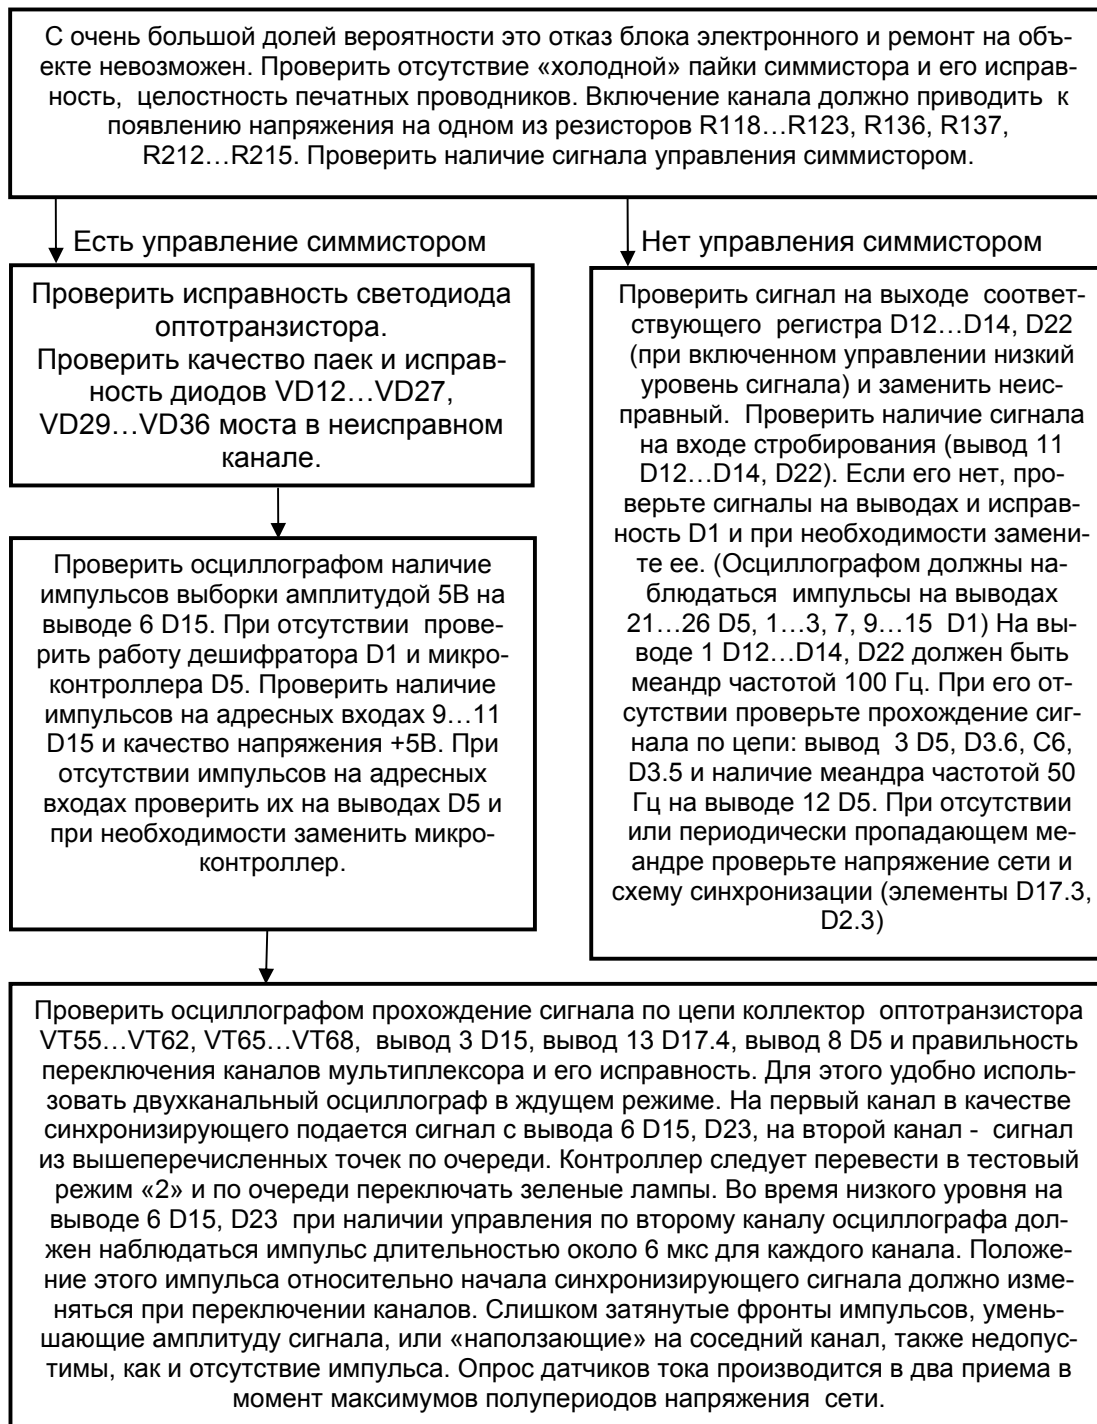 С очень большой долей вероятности это отказ блока электронного и ремонт на объ-
екте невозможен. Проверить отсутствие «холодной» пайки симмистора и его исправ-
ность, целостность печатных проводников. Включение канала должно приводить к
появлению напряжения на одном из резисторов R118…R123, R136, R137,
R212…R215. Проверить наличие сигнала управления симмистором.
Есть управление симмистором
Проверить исправность светодиода
оптотранзистора.
Проверить качество паек и исправ-
ность диодов VD12…VD27,
VD29…VD36 моста в неисправном
канале.
Проверить осциллографом наличие
импульсов выборки амплитудой 5В на
выводе 6 D15. При отсутствии прове-
рить работу дешифратора D1 и микро-
контроллера D5. Проверить наличие
импульсов на адресных входах 9…11
D15 и качество напряжения +5В. При
отсутствии импульсов на адресных
входах проверить их на выводах D5 и
при необходимости заменить микро-
контроллер.
Нет управления симмистором
Проверить сигнал на выходе соответ-
ствующего регистра D12…D14, D22
(при включенном управлении низкий
уровень сигнала) и заменить неис-
правный. Проверить наличие сигнала
на входе стробирования (вывод 11
D12…D14, D22). Если его нет, про-
верьте сигналы на выводах и исправ-
ность D1 и при необходимости замени-
те ее. (Осциллографом должны на-
блюдаться импульсы на выводах
21…26 D5, 1…3, 7, 9…15 D1) На вы-
воде 1 D12…D14, D22 должен быть
меандр частотой 100 Гц. При его от-
сутствии проверьте прохождение сиг-
нала по цепи: вывод 3 D5, D3.6, C6,
D3.5 и наличие меандра частотой 50
Гц на выводе 12 D5. При отсутствии
или периодически пропадающем ме-
андре проверьте напряжение сети и
схему синхронизации (элементы D17.3,
D2.3)
Проверить осциллографом прохождение сигнала по цепи коллектор оптотранзистора
VT55…VT62, VT65…VT68, вывод 3 D15, вывод 13 D17.4, вывод 8 D5 и правильность
переключения каналов мультиплексора и его исправность. Для этого удобно исполь-
зовать двухканальный осциллограф в ждущем режиме. На первый канал в качестве
синхронизирующего подается сигнал с вывода 6 D15, D23, на второй канал - сигнал
из вышеперечисленных точек по очереди. Контроллер следует перевести в тестовый
режим «2» и по очереди переключать зеленые лампы. Во время низкого уровня на
выводе 6 D15, D23 при наличии управления по второму каналу осциллографа дол-
жен наблюдаться импульс длительностью около 6 мкс для каждого канала. Положе-
ние этого импульса относительно начала синхронизирующего сигнала должно изме-
няться при переключении каналов. Слишком затянутые фронты импульсов, умень-
шающие амплитуду сигнала, или «наползающие» на соседний канал, также недопус-
тимы, как и отсутствие импульса. Опрос датчиков тока производится в два приема в
момент максимумов полупериодов напряжения сети.